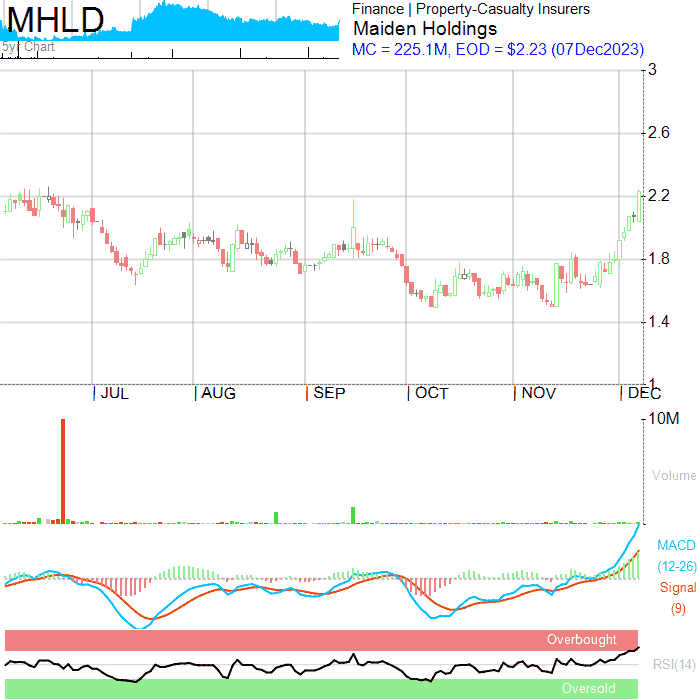 MHLD
5yr Chart
Finance | Property-Casualty Insurers
Maiden Holdings
MC = 225.1M, EOD = $2.23 (07Dec2023)
3
2.6
2.2
1.8
1.4
1
JUL AUG SEP OCT NOV DEC
10M
Volume
MACD
(12-26)
Signal
(9)
Overbought
RSI(14)
Oversold